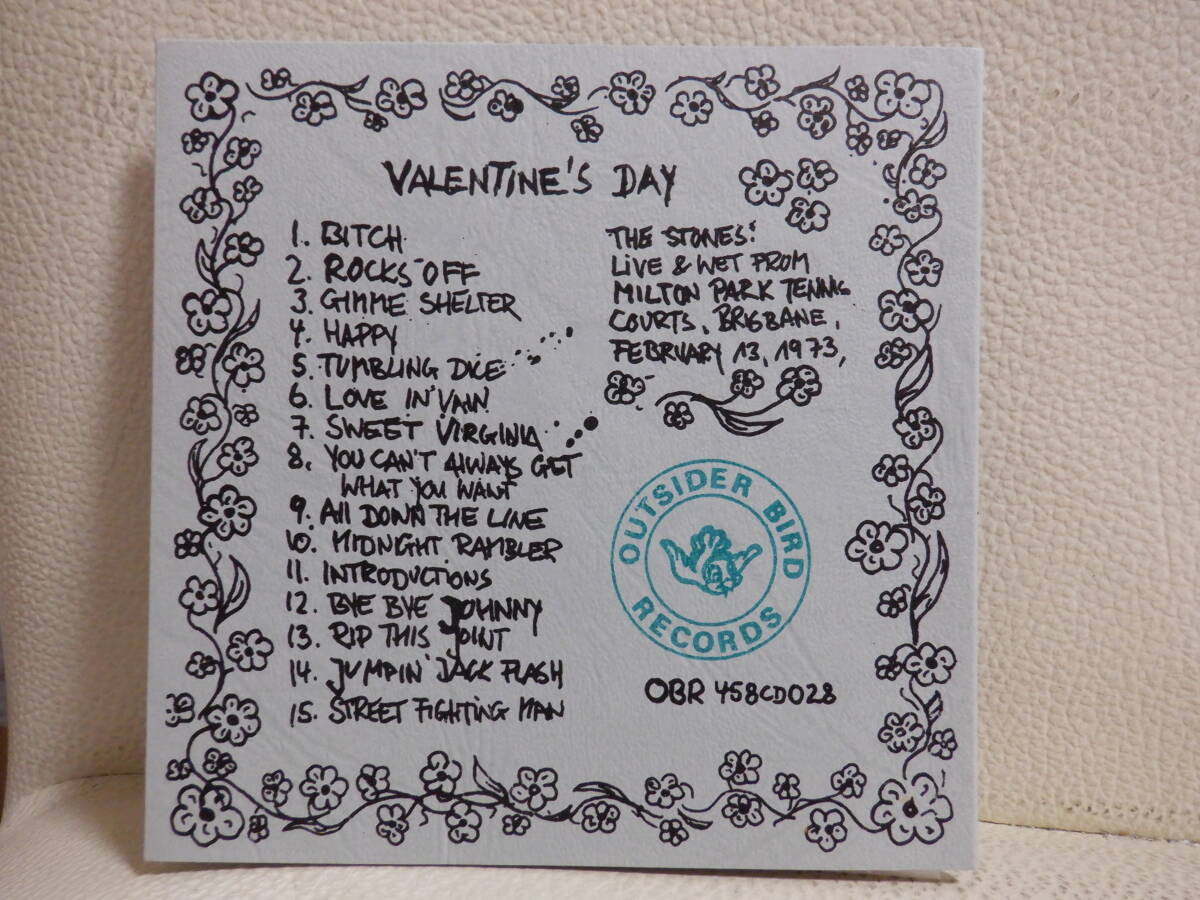 VALENTINE'S DAY
1. BITCH
2. ROCKS OFF
3. GIMME SHELTER
4. HAPPY
5. TUMBLING DICE
6. LOVE IN VAIN
7. SWEET VIRGINIA
8. YOU CAN'T ALWAYS GET
WHAT YOU WANT
9. All DOWN THE LINE
10. MIDNIGHT RAMBLER
11. INTRODUCTIONS
12. BYE BYE JOHNNY
13. RIP THIS JOINT
14. JUMPIN' JACK FLASH
15. STREET FIGHTING MAN
THE STONES:
LIVE & WET FROM
MILTON PARK TENNIS
COURTS, BRISBANE,
FEBRUARY 13, 1973,
OUTSIDER BIRD
RECORDS
OBR 458CD028